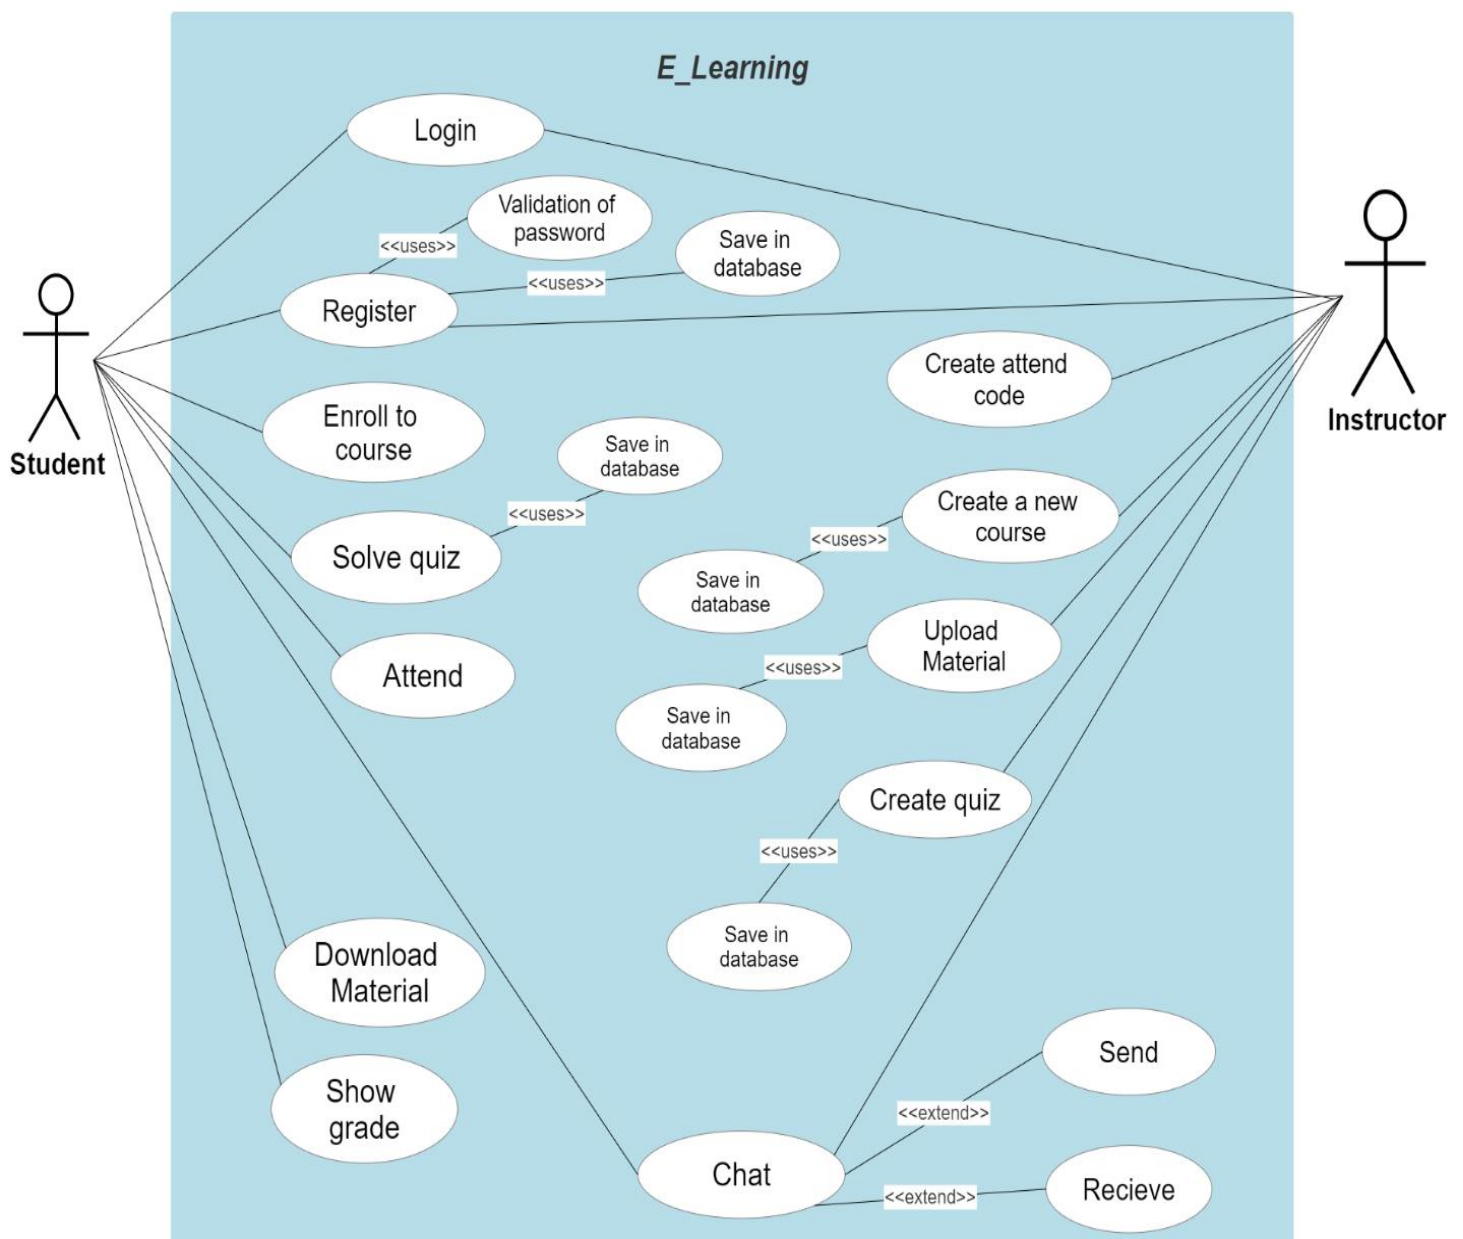 E_Learning
Login
Validation of
password
<<uses>>
Save in
database
<<uses>>
Register
Create attend
code
Instructor
Enroll to
course
Student
Save in
database
<<uses>>
Solve quiz
Create a new
course
<<uses>>
Save in
database
Upload
Material
<<uses>>
Attend
Save in
database
Create quiz
<<uses>>
Save in
database
Download
Material
Send
Show
grade
<<extend>>
Chat
<<extend>>
Recieve